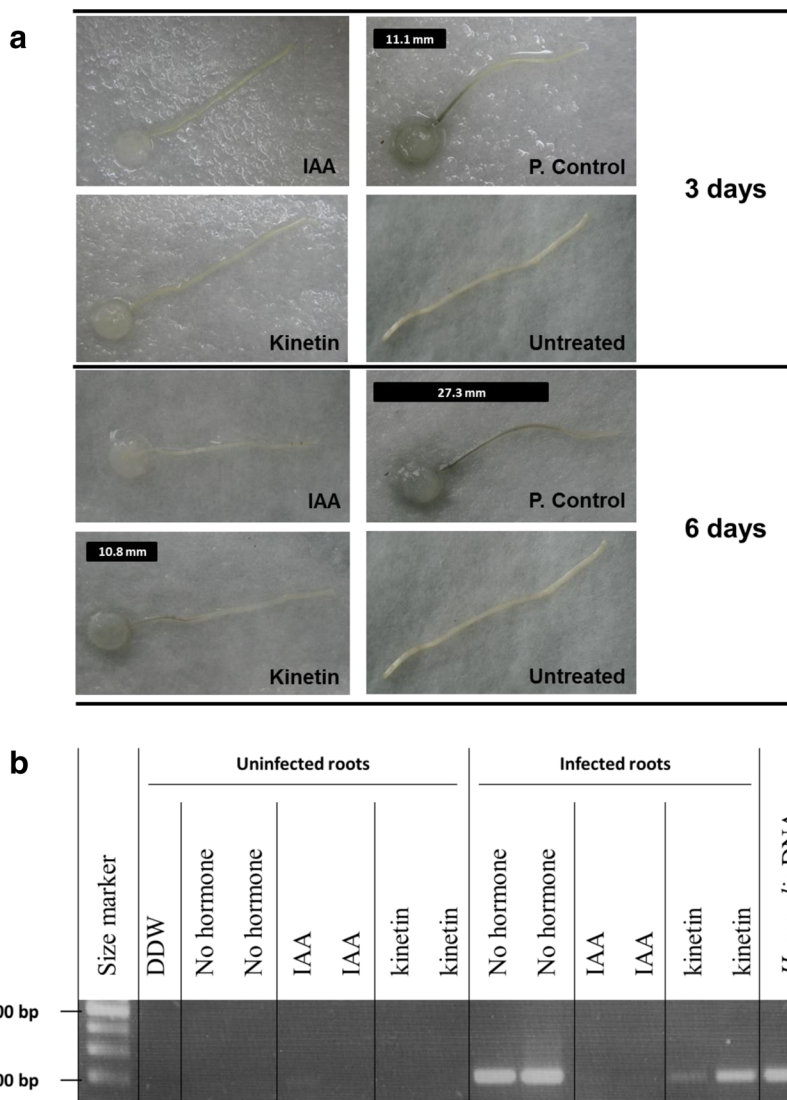 a
IAA
11.1 mm
P. Control
3 days
Kinetin
Untreated
IAA
27.3 mm
P. Control
6 days
10.8 mm
Kinetin
Untreated
b
Uninfected roots
Infected roots
Size marker
DDW
No hormone
No hormone
IAA
IAA
kinetin
kinetin
No hormone
No hormone
IAA
IAA
kinetin
kinetin
DNA
00 bp
00 bp